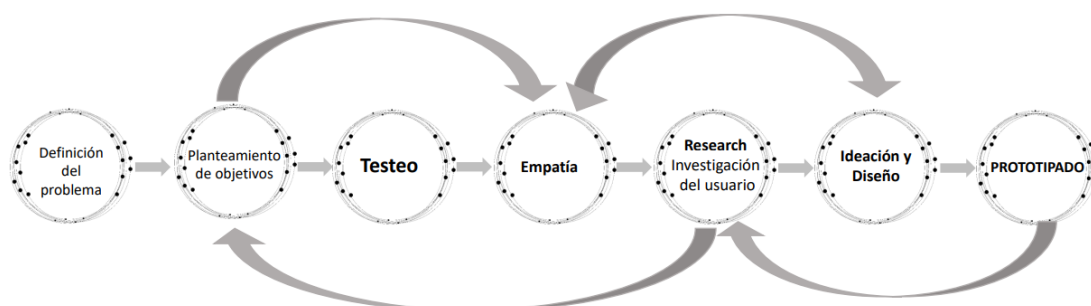 Definición
del
problema
Planteamiento
de objetivos
Testeo
Empatía
Research
Investigación
del usuario
Ideación y
Diseño
PROTOTIPADO